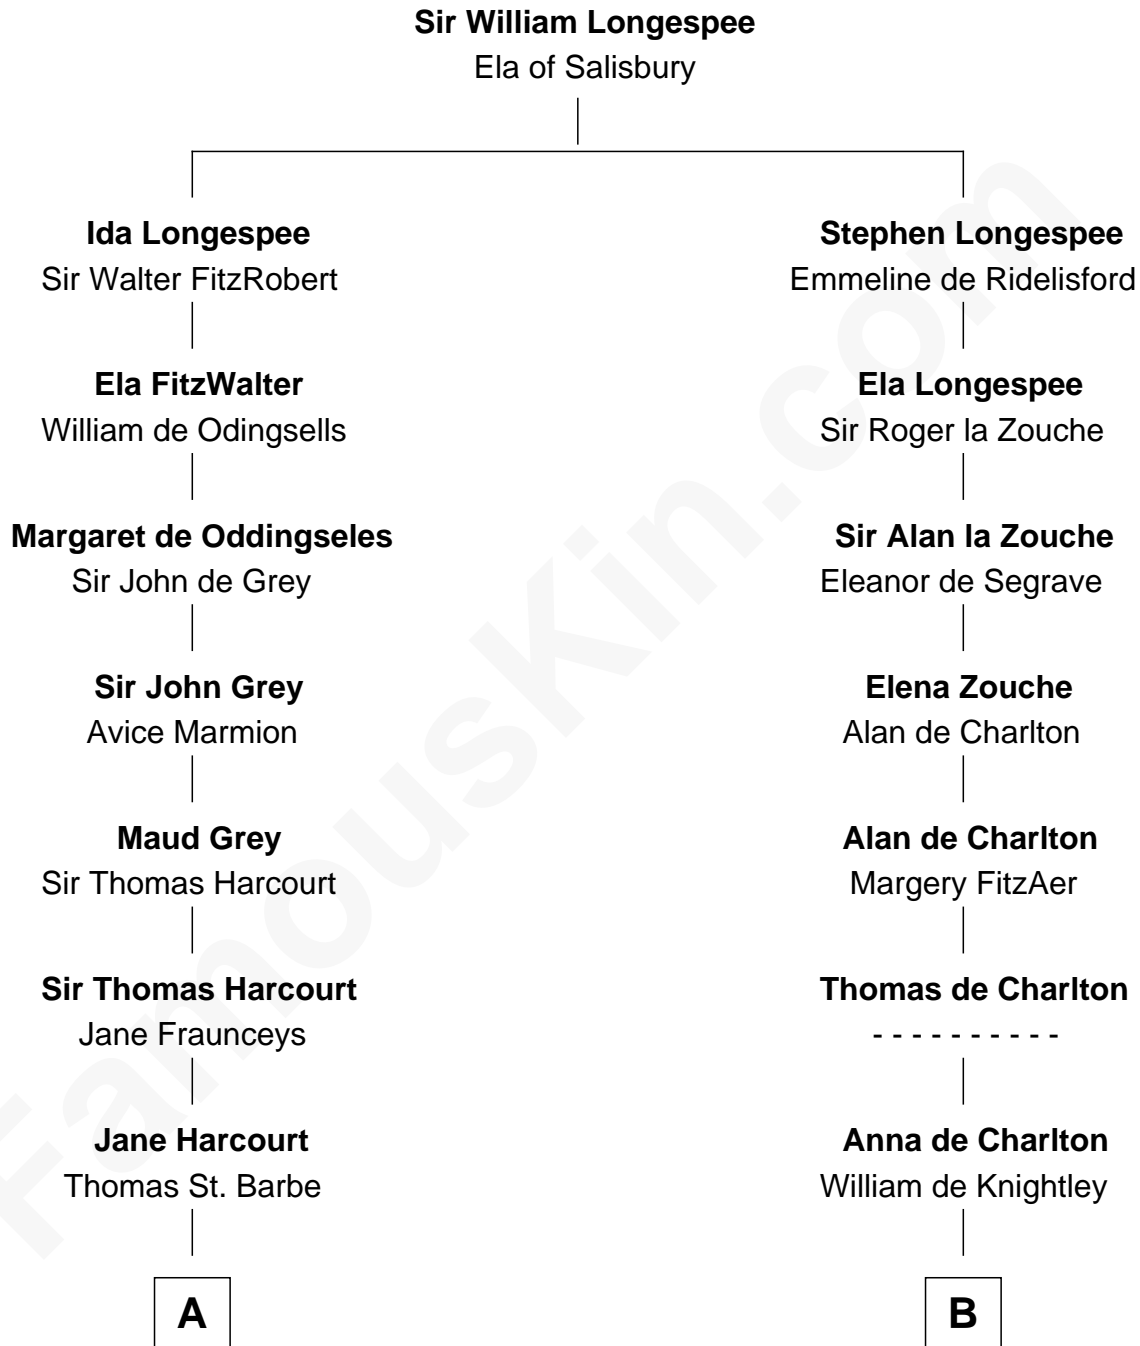 Sir William Longespee
Ela of Salisbury
Ida Longespee
Sir Walter FitzRobert
Stephen Longespee
Emmeline de Ridelisford
Ela FitzWalter
William de Odingsells
Ela Longespee
Sir Roger la Zouche
Margaret de Oddingseles
Sir John de Grey
Sir Alan la Zouche
Eleanor de Segrave
Sir John Grey
Avice Marmion
Elena Zouche
Alan de Charlton
Maud Grey
Sir Thomas Harcourt
Alan de Charlton
Margery FitzAer
Sir Thomas Harcourt
Jane Fraunceys
Thomas de Charlton
- - - - - - - - - -
Jane Harcourt
Thomas St. Barbe
Anna de Charlton
William de Knightley
A
B
FamousKin.com